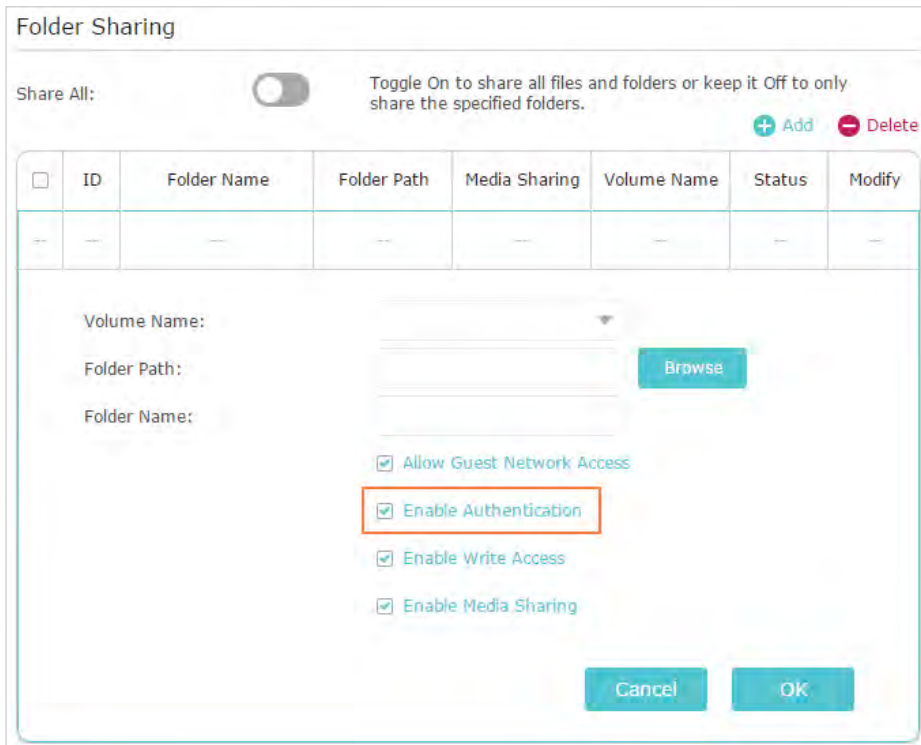 Folder Sharing
Share All:
Toggle On to share all files and folders or keep it Off to only
share the specified folders.
Add Delete
ID Folder Name Folder Path Media Sharing Volume Name Status Modify
-- -- -- -- -- -- -- --
Volume Name:
Folder Path: Browse
Folder Name:
Allow Guest Network Access
Enable Authentication
Enable Write Access
Enable Media Sharing
Cancel OK